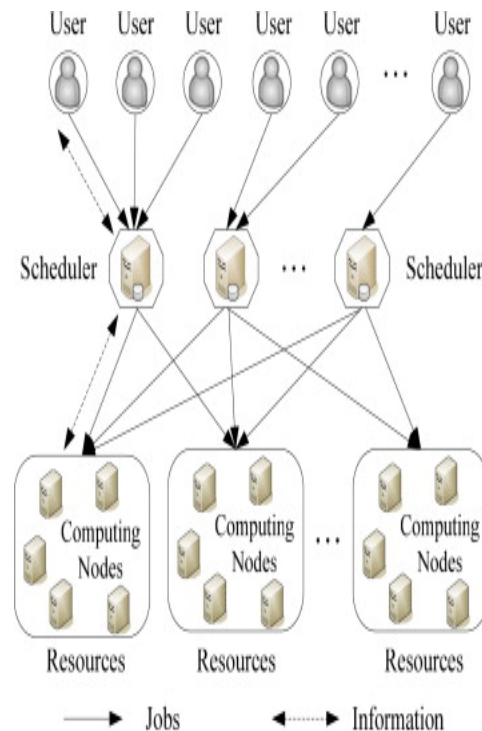 User User User User User User
...
Scheduler ... Scheduler
Computing Nodes
Computing Nodes
...
Computing Nodes
Resources Resources Resources
Jobs Information